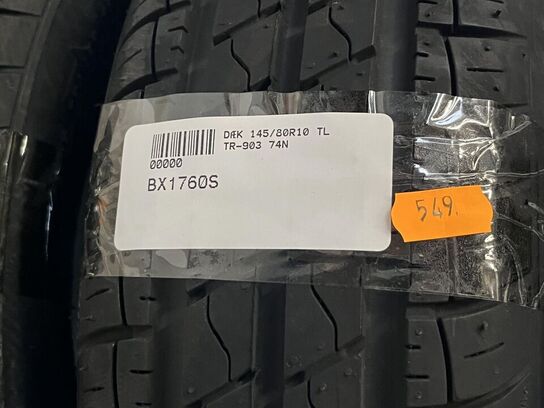 DÆK 145/80R10 TL
TR-903 74N
00000
BX1760S
549.